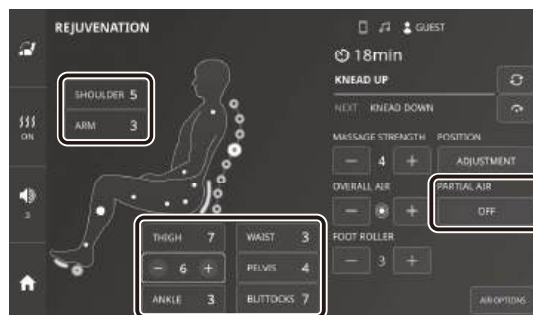 REJUVENATION
GUEST
18min
KNEAD UP
NEXT KNEAD DOWN
SHOULDER 5
ARM 3
ON
3
MASSAGE STRENGTH POSITION
− 4 + ADJUSTMENT
OVERALL AIR PARTIAL AIR
− + OFF
FOOT ROLLER
− 3 +
THIGH 7 WAIST 3
− 6 + PELVIS 4
ANKLE 3 BUTTOCKS 7
AIR OPTIONS